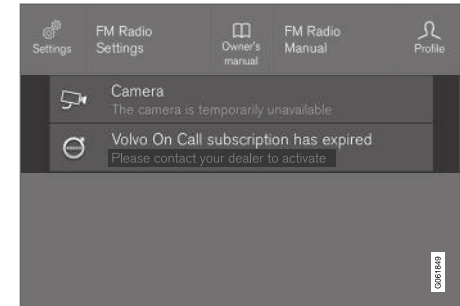 Settings
FM Radio
Settings
Owner's
manual
FM Radio
Manual
Profile
Camera
The camera is temporarily unavailable
Volvo On Call subscription has expired
Please contact your dealer to activate
G061849